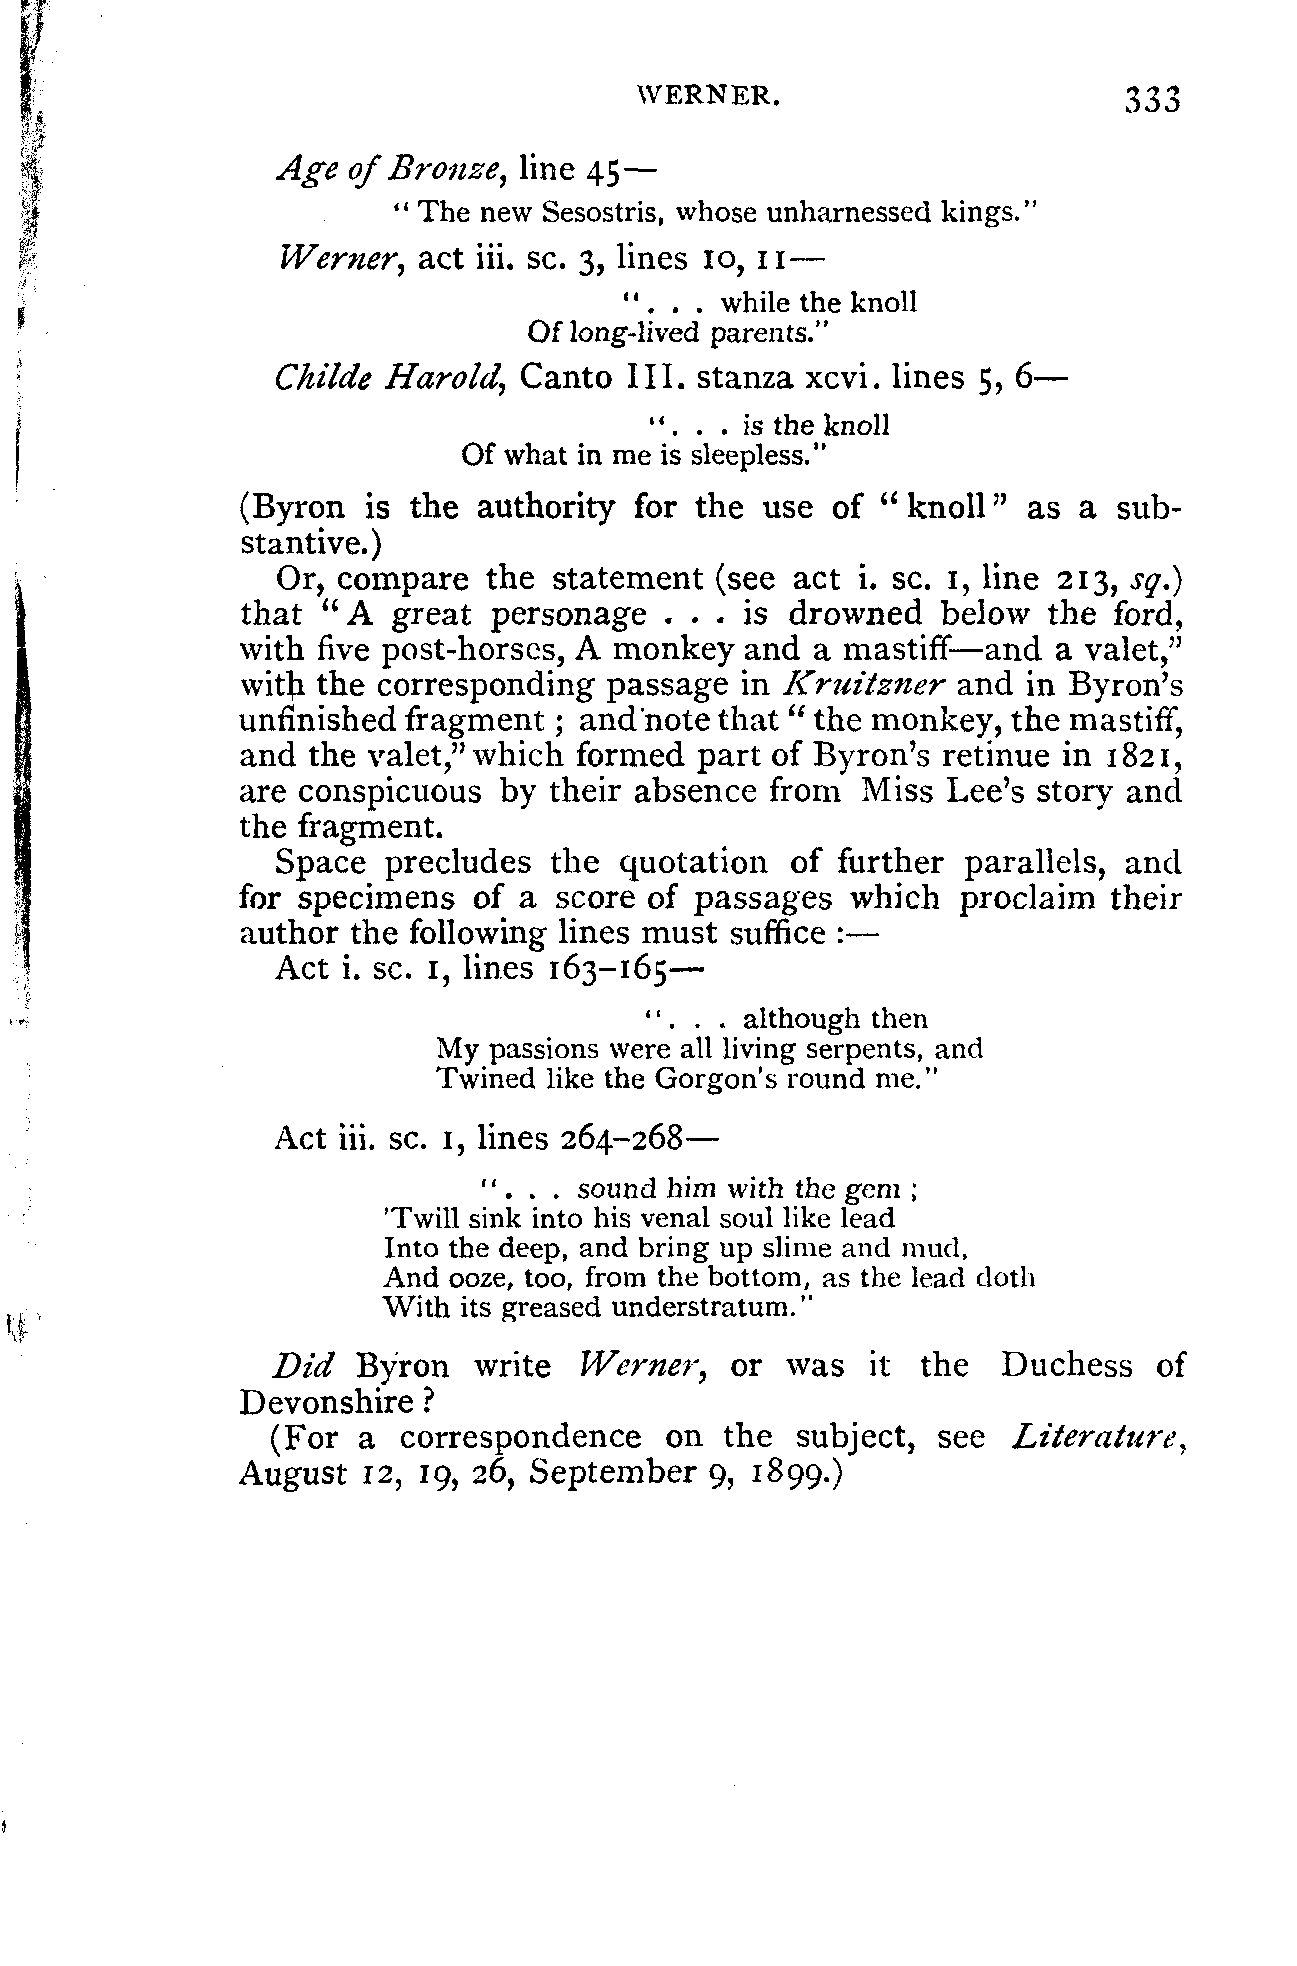 WERNER. 333
Age of Bronze, line 45—
" The new Sesostris, whose unharnessed kings."
Werner, act iii. sc. 3, lines 10, 11—
". . . while the knoll
Of long-lived parents."
Childe Harold, Canto III. stanza xcvi. lines 5, 6—
". . . is the knoll
Of what in me is sleepless."
(Byron is the authority for the use of " knoll" as a sub-
stantive.)
Or, compare the statement (see act i. sc. 1, line 213, sq.)
that " A great personage . . . is drowned below the ford,
with five post-horses, A monkey and a mastiff—and a valet,"
with the corresponding passage in Kruitzner and in Byron's
unfinished fragment ; and note that " the monkey, the mastiff,
and the valet," which formed part of Byron's retinue in 1821,
are conspicuous by their absence from Miss Lee's story and
the fragment.
Space precludes the quotation of further parallels, and
for specimens of a score of passages which proclaim their
author the following lines must suffice :—
Act i. sc. 1, lines 163–165—
". . . although then
My passions were all living serpents, and
Twined like the Gorgon's round me."
Act iii. sc. 1, lines 264–268—
". . . sound him with the gem ;
'Twill sink into his venal soul like lead
Into the deep, and bring up slime and mud,
And ooze, too, from the bottom, as the lead doth
With its greased understratum."
Did Byron write Werner, or was it the Duchess of
Devonshire ?
(For a correspondence on the subject, see Literature,
August 12, 19, 26, September 9, 1899.)